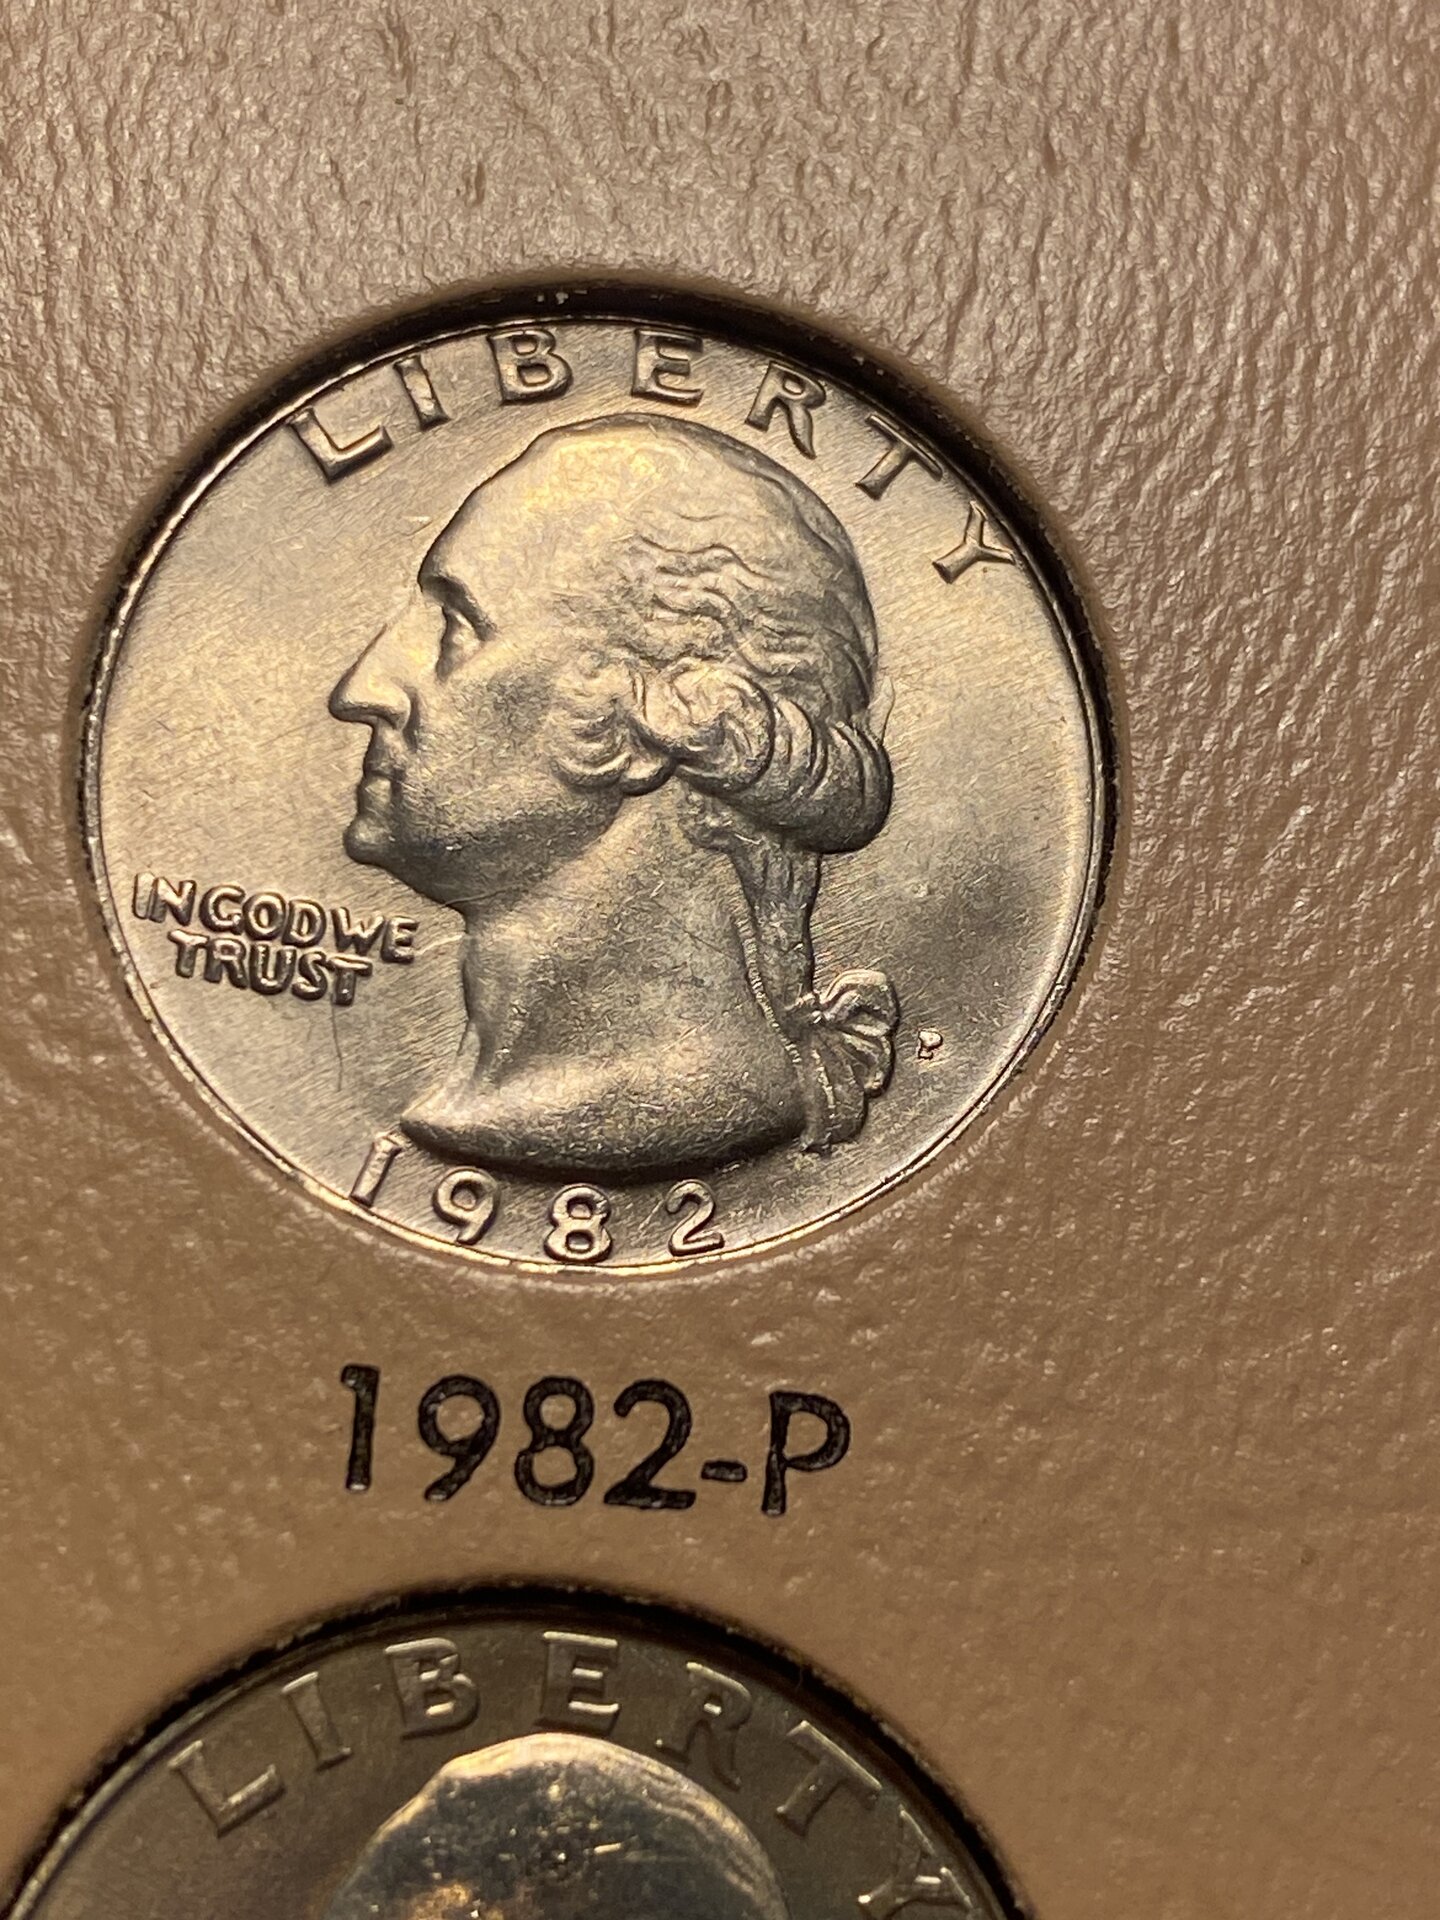 LIBERTY
IN GOD WE
TRUST
P
1982
1982-P
LIBERTY